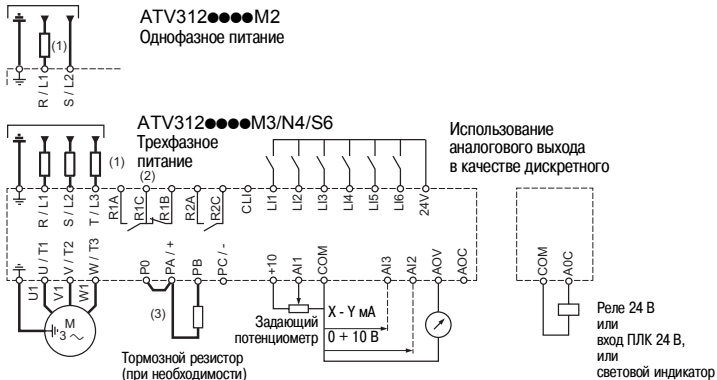 ATV312●●●●M2
Однофазное питание
(1)
R / L1
S / L2
ATV312●●●●M3/N4/S6
Трехфазное
питание
(1)
(2)
Использование
аналогового выхода
в качестве дискретного
R / L1
S / L2
T / L3
R1A
R1C
R1B
R2A
R2C
CLI
LI1
LI2
LI3
LI4
LI5
LI6
24V
U / T1
V / T2
W / T3
P0
PA / +
PB
PC / -
+10
AI1
COM
AI3
AI2
AOV
AOC
COM
A0C
U1
V1
W1
M
3 ~
(3)
Тормозной резистор
(при необходимости)
Задающий
потенциометр
X - Y мА
0 + 10 В
Реле 24 В
или
вход ПЛК 24 В,
или
световой индикатор